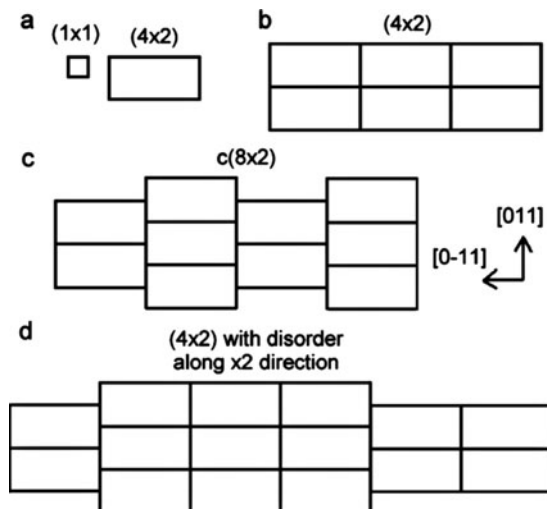 a
(1x1)
(4x2)
b
(4x2)
c
c(8x2)
[011]
[0-11]
d
(4x2) with disorder
along x2 direction